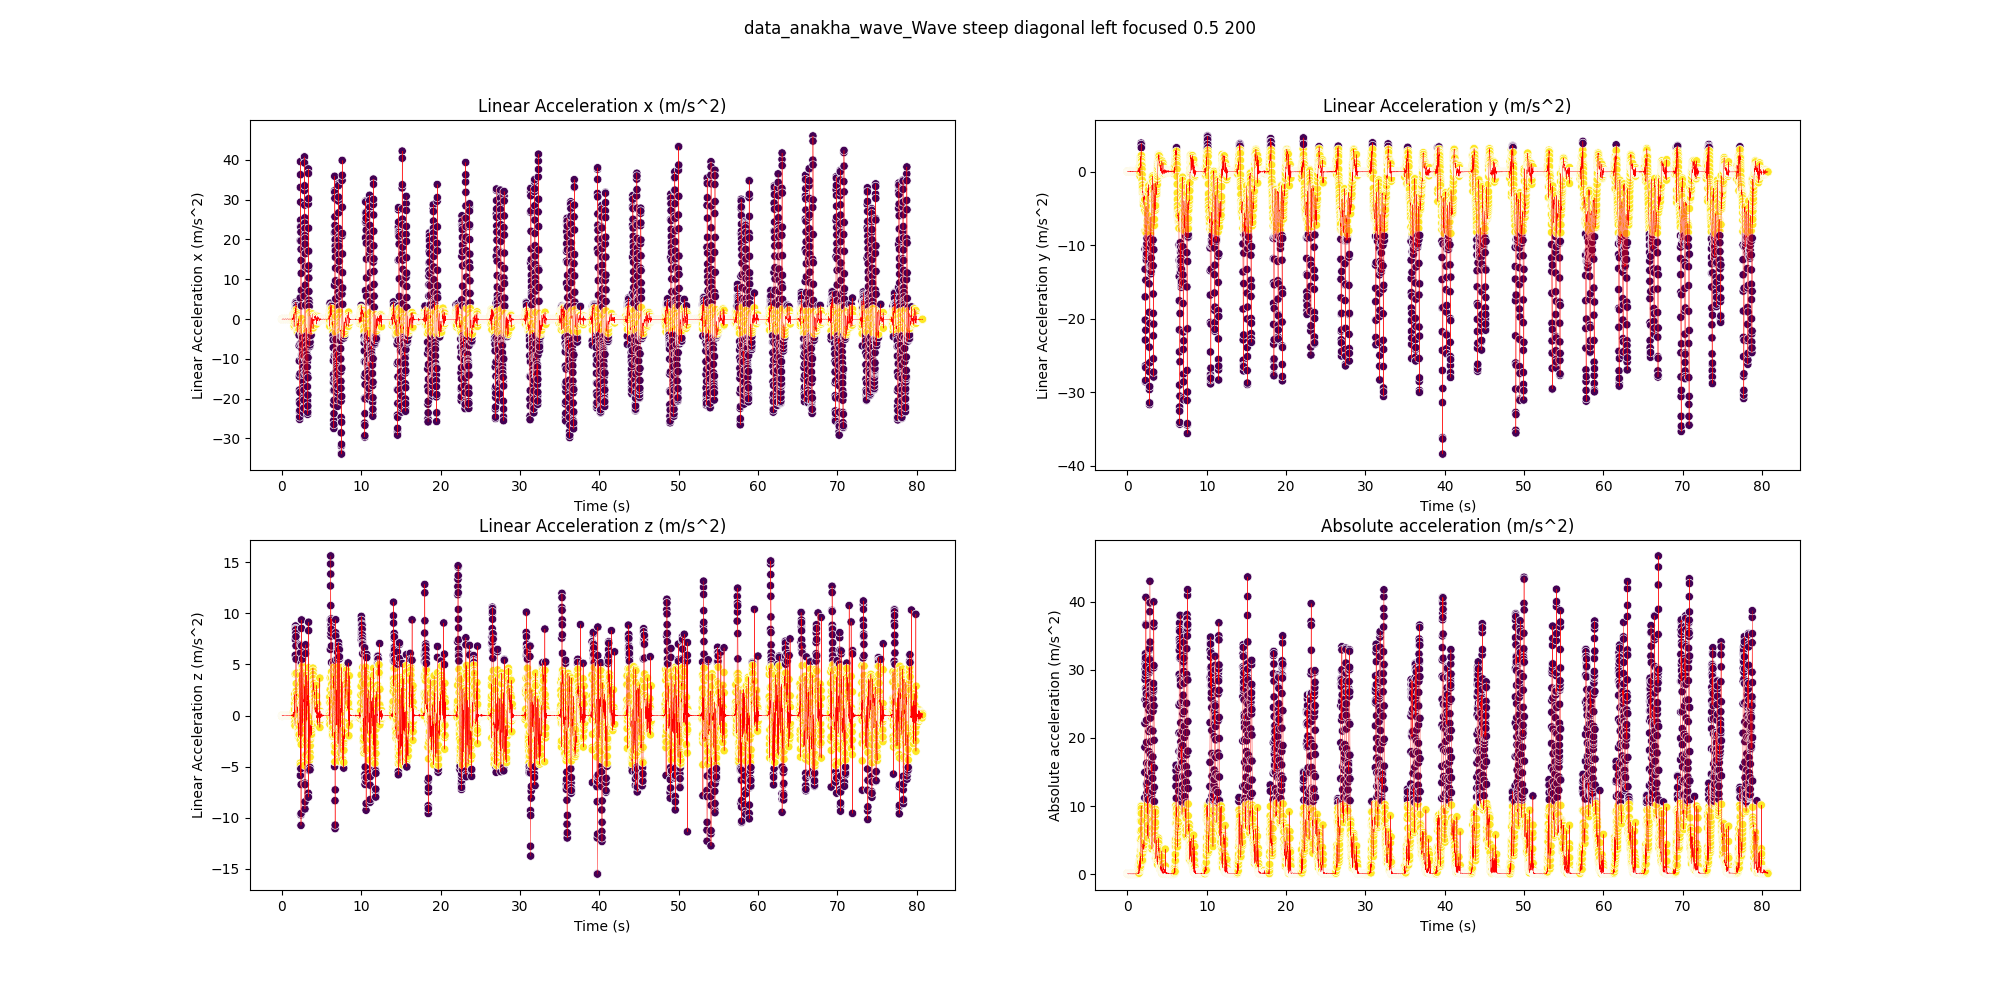 data_anakha_wave_Wave steep diagonal left focused 0.5 200
Linear Acceleration x (m/s^2)
Linear Acceleration x (m/s^2)
40
30
20
10
0
−10
−20
−30
0 10 20 30 40 50 60 70 80
Time (s)
Linear Acceleration y (m/s^2)
Linear Acceleration y (m/s^2)
0
−10
−20
−30
−40
0 10 20 30 40 50 60 70 80
Time (s)
Linear Acceleration z (m/s^2)
Linear Acceleration z (m/s^2)
15
10
5
0
−5
−10
−15
0 10 20 30 40 50 60 70 80
Time (s)
Absolute acceleration (m/s^2)
Absolute acceleration (m/s^2)
40
30
20
10
0
0 10 20 30 40 50 60 70 80
Time (s)